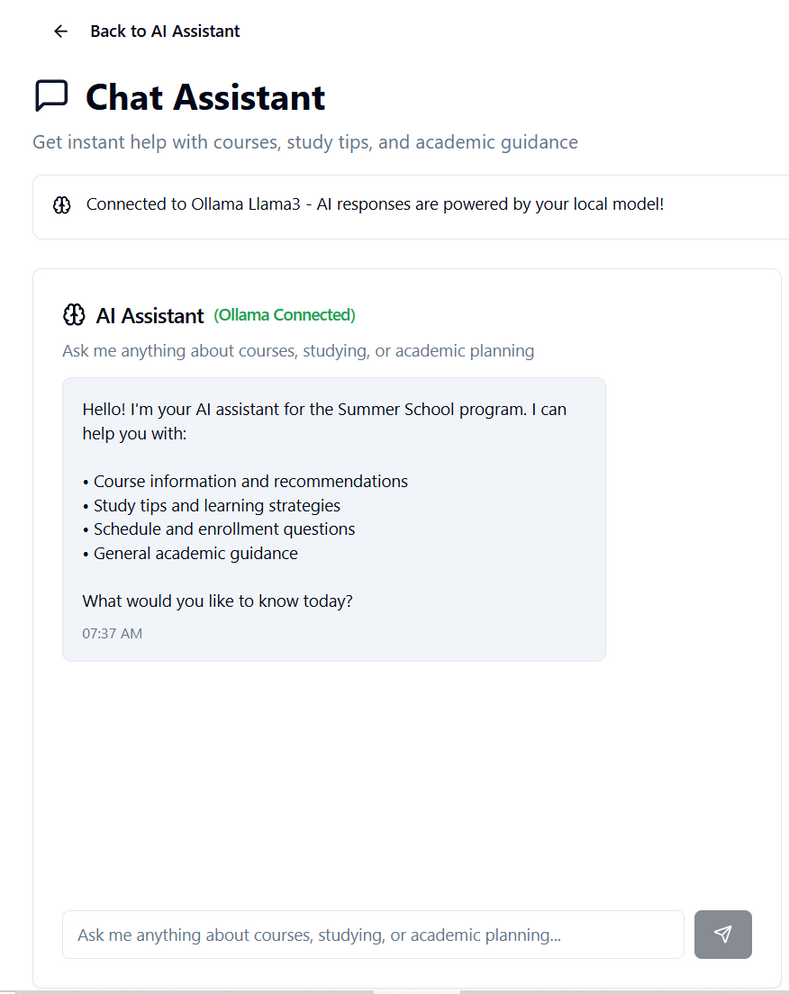 Back to AI Assistant
Chat Assistant
Get instant help with courses, study tips, and academic guidance
Connected to Ollama Llama3 - AI responses are powered by your local model!
AI Assistant (Ollama Connected)
Ask me anything about courses, studying, or academic planning
Hello! I'm your AI assistant for the Summer School program. I can
help you with:
• Course information and recommendations
• Study tips and learning strategies
• Schedule and enrollment questions
• General academic guidance
What would you like to know today?
07:37 AM
Ask me anything about courses, studying, or academic planning...